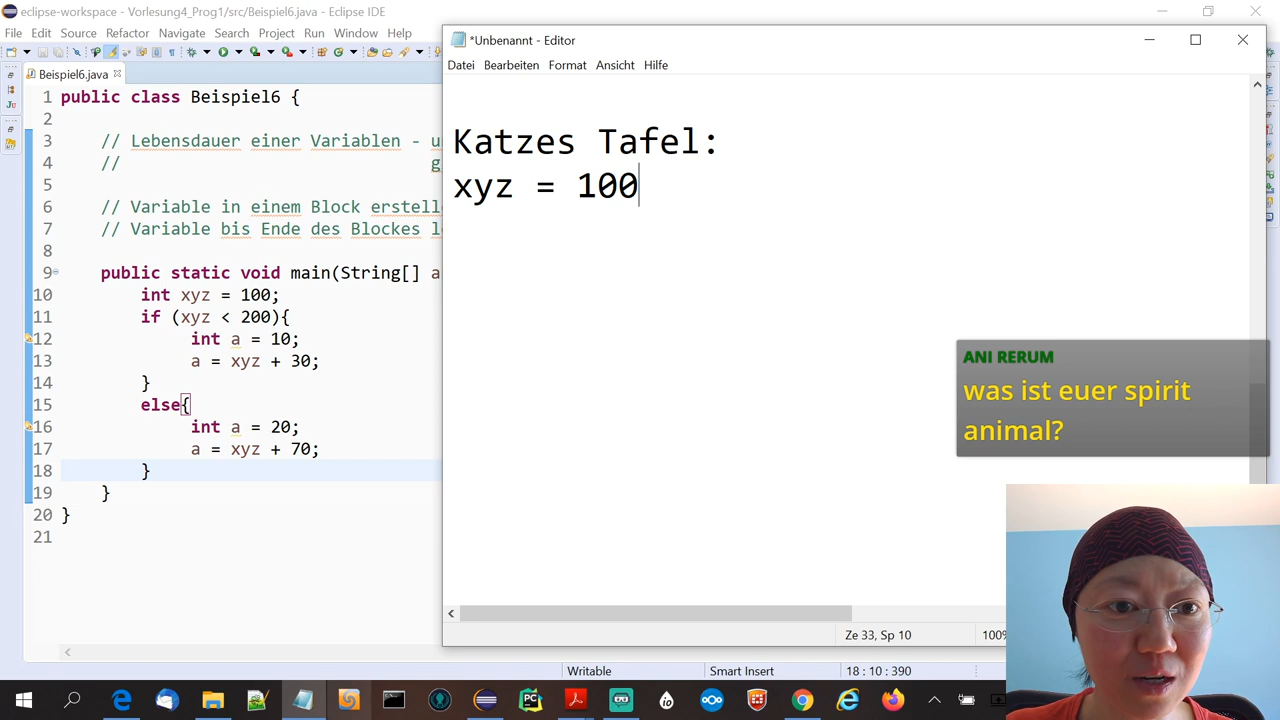 eclipse-workspace - Vorlesung4_Prog1/src/Beispiel6.java - Eclipse IDE
File Edit Source Refactor Navigate Search Project Run Window Help
Beispiel6.java
1 public class Beispiel6 {
2
3 // Lebensdauer einer Variablen - u
4 // g
5
6 // Variable in einem Block erstell
7 // Variable bis Ende des Blockes l
8
9 public static void main(String[] a
10 int xyz = 100;
11 if (xyz < 200){
12 int a = 10;
13 a = xyz + 30;
14 }
15 else{
16 int a = 20;
17 a = xyz + 70;
18 }
19 }
20 }
21
*Unbenannt - Editor
Datei Bearbeiten Format Ansicht Hilfe
Katzes Tafel:
xyz = 100
ANI RERUM
was ist euer spirit
animal?
Ze 33, Sp 10 100%
Writable Smart Insert 18 : 10 : 390